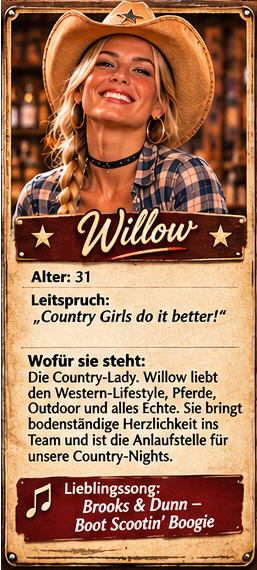 Willow
Alter: 31
Leitspruch:
„Country Girls do it better!“
Wofür sie steht:
Die Country-Lady. Willow liebt
den Western-Lifestyle, Pferde,
Outdoor und alles Echte. Sie bringt
bodenständige Herzlichkeit ins
Team und ist die Anlaufstelle für
unsere Country-Nights.
Lieblingssong:
Brooks & Dunn –
Boot Scootin’ Boogie